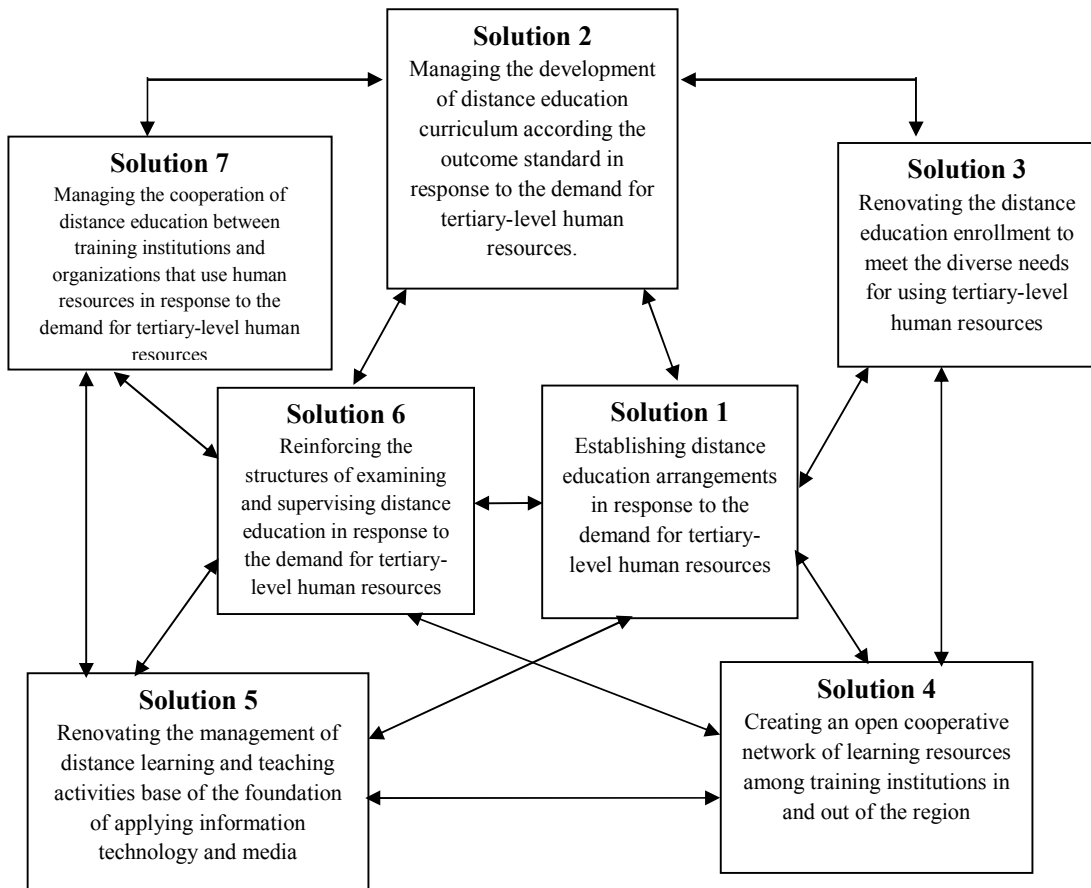 Solution 2
Managing the development
of distance education
curriculum according the
outcome standard in
response to the demand for
tertiary-level human
resources.
Solution 7
Managing the cooperation of
distance education between
training institutions and
organizations that use human
resources in response to the
demand for tertiary-level human
resources
Solution 3
Renovating the distance
education enrollment to
meet the diverse needs
for using tertiary-level
human resources
Solution 6
Reinforcing the
structures of examining
and supervising distance
education in response to
the demand for tertiary-
level human resources
Solution 1
Establishing distance
education arrangements
in response to the
demand for tertiary-
level human resources
Solution 5
Renovating the management of
distance learning and teaching
activities base of the foundation
of applying information
technology and media
Solution 4
Creating an open cooperative
network of learning resources
among training institutions in
and out of the region